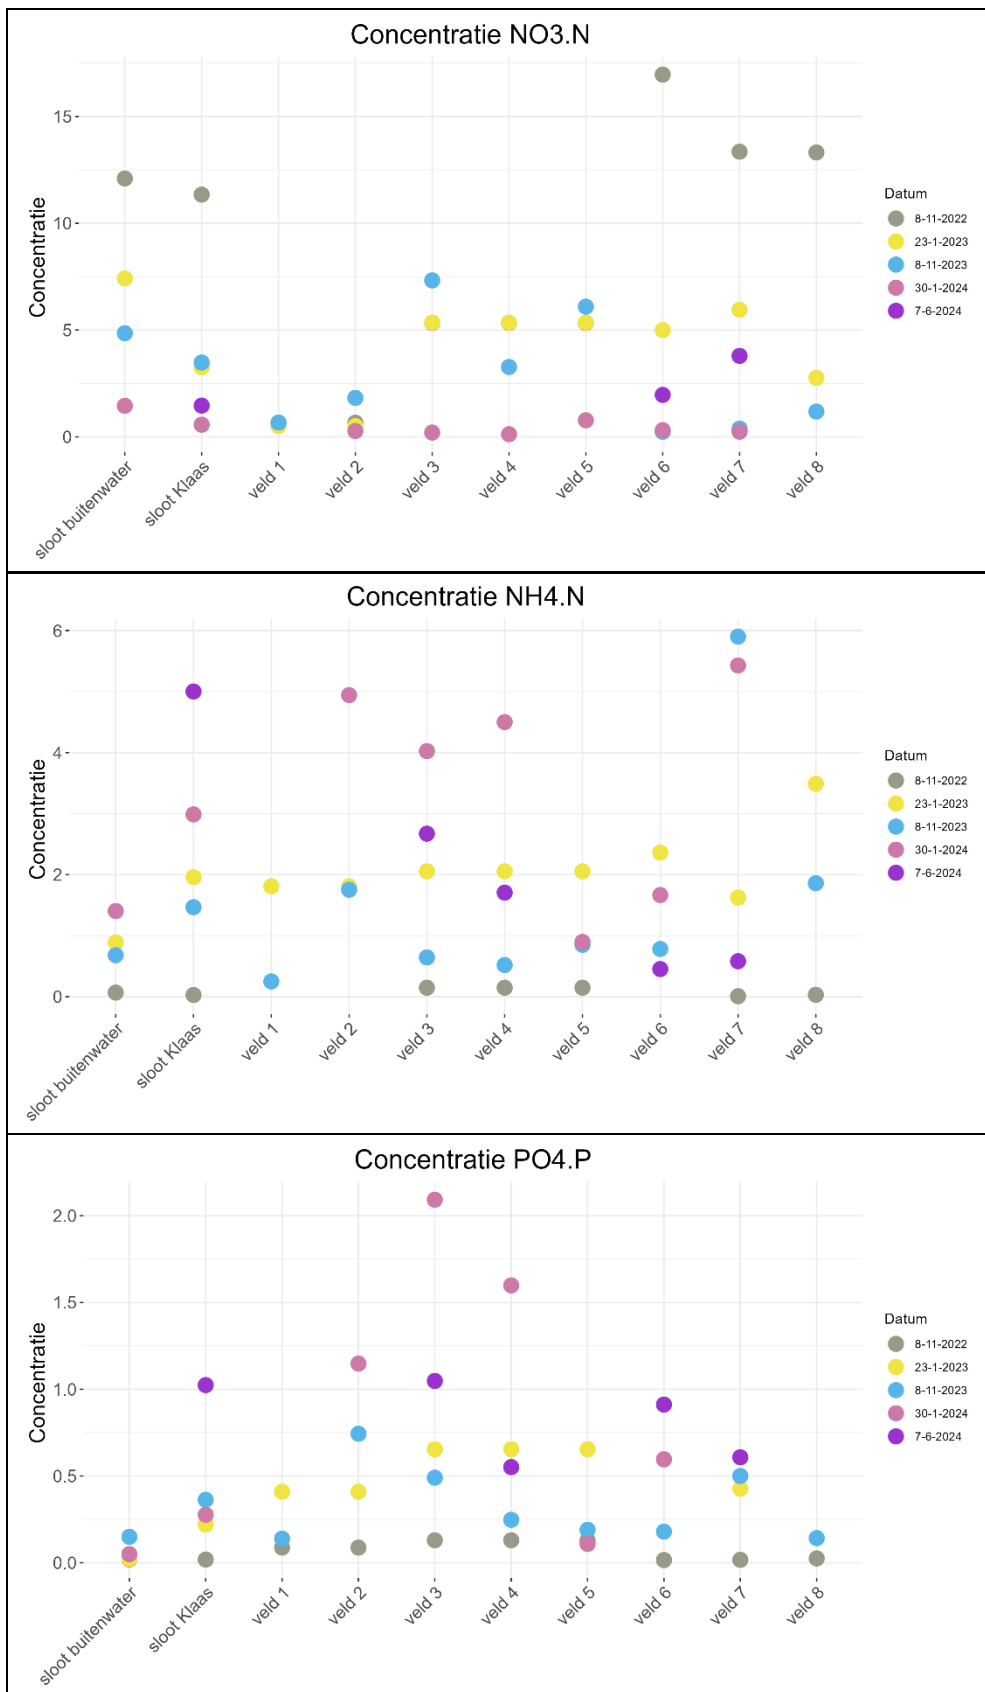 Concentratie NO3.N
Concentratie
15
10
5
0
sloot buitenwater
sloot Klaas
veld 1
veld 2
veld 3
veld 4
veld 5
veld 6
veld 7
veld 8
Datum
8-11-2022
23-1-2023
8-11-2023
30-1-2024
7-6-2024
Concentratie NH4.N
Concentratie
6
4
2
0
sloot buitenwater
sloot Klaas
veld 1
veld 2
veld 3
veld 4
veld 5
veld 6
veld 7
veld 8
Datum
8-11-2022
23-1-2023
8-11-2023
30-1-2024
7-6-2024
Concentratie PO4.P
Concentratie
2.0
1.5
1.0
0.5
0.0
sloot buitenwater
sloot Klaas
veld 1
veld 2
veld 3
veld 4
veld 5
veld 6
veld 7
veld 8
Datum
8-11-2022
23-1-2023
8-11-2023
30-1-2024
7-6-2024